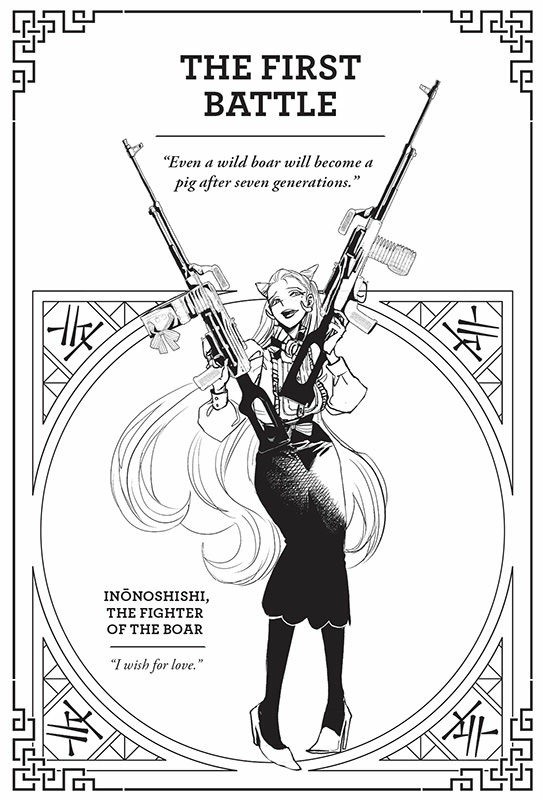 THE FIRST
BATTLE
“Even a wild boar will become a
pig after seven generations.”
INŌNOSHISHI,
THE FIGHTER
OF THE BOAR
“I wish for love.”